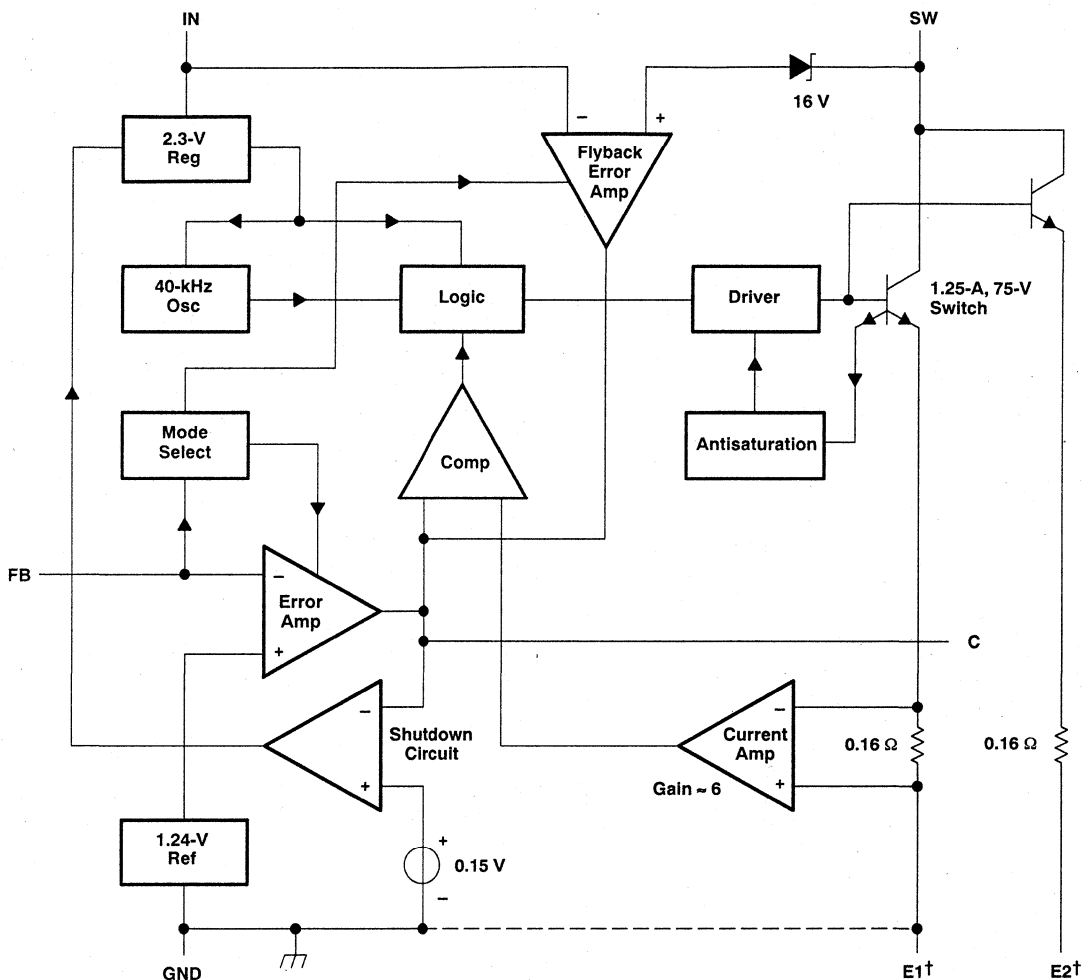 IN
SW
16 V
2.3-V
Reg
−
+
Flyback
Error
Amp
40-kHz
Osc
Logic
Driver
1.25-A, 75-V
Switch
Mode
Select
Comp
Antisaturation
FB
−
Error
Amp
+
C
−
Shutdown
Circuit
+
−
Current
Amp
+
Gain ≈ 6
0.16 Ω
0.16 Ω
1.24-V
Ref
+
0.15 V
−
GND
E1†
E2†